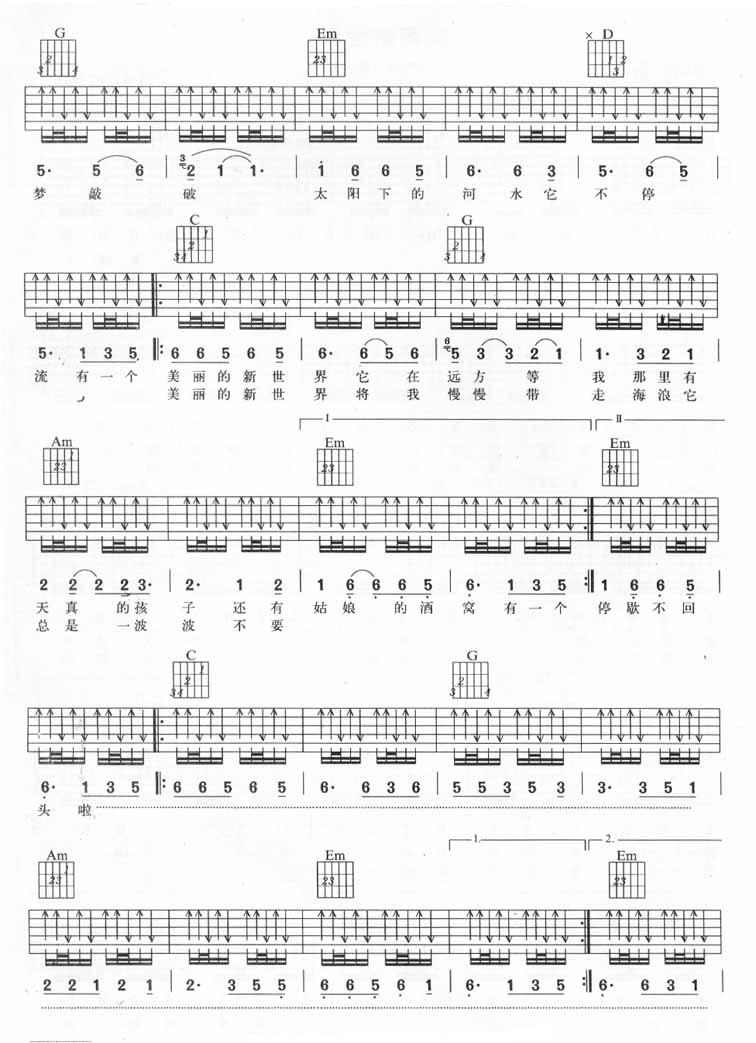 G Em × D
5· 5 6 3 2 1 1· 1 6 6 5 6· 6 3 5· 6 5
梦 敲 破 太 阳 下 的 河 水 它 不 停
C G
5· 1 3 5 6 6 5 6 5 6· 6 5 6 6 5 3 3 2 1 1· 3 2 1
流 有 一 个 美 丽 的 新 世 界 它 在 远 方 等 我 那 里 有
美 丽 的 新 世 界 将 我 慢 慢 带 走 海 浪 它
I II
Am Em Em
2 2 2 2 3· 2· 1 2 1 6 6 6 5 6· 1 3 5 1 6 6 5
天 真 的 孩 子 还 有 姑 娘 的 酒 窝 有 一 个 停 歇 不 回
总 是 一 波 波 不 要
C G
6· 1 3 5 6 6 5 6 5 6· 6 3 6 5 5 3 5 3 3· 3 5 1
头 啦
1. 2.
Am Em Em
2 2 1 2 1 2· 3 5 5 6 6 5 6 1 6· 1 3 5 6· 6 3 1